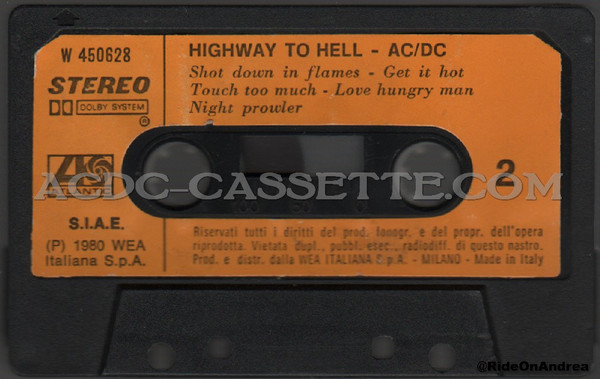 W 450628
HIGHWAY TO HELL - AC/DC
STEREO
Shot down in flames - Get it hot
Touch too much - Love hungry man
Night prowler
DOLBY SYSTEM
®
ATLANTIC
ACDC-CASSETTE.COM
2
S.I.A.E.
(P) 1980 WEA
Italiana S.p.A.
Riservati tutti i diritti del prod. fonogr. e del propr. dell'opera
riprodotta. Vietata dupl., pubbl. esec., radiodiff. di questo nastro.
Prod. e distr. dalla WEA ITALIANA S.p.A. - MILANO - Made in Italy
@RideOnAndrea